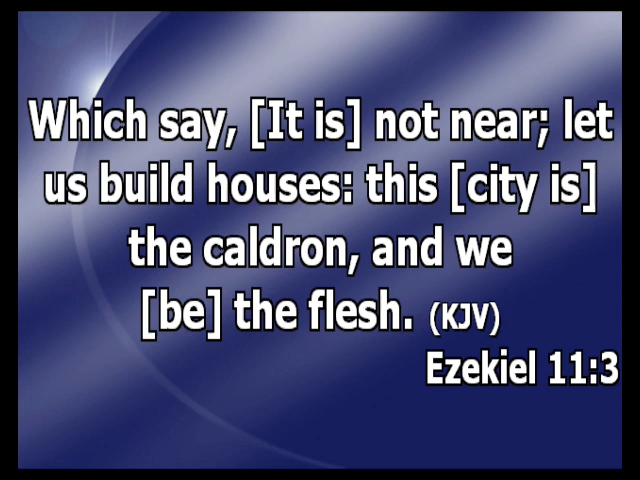 Which say, [It is] not near; let
us build houses: this [city is]
the caldron, and we
[be] the flesh. (KJV)
Ezekiel 11:3